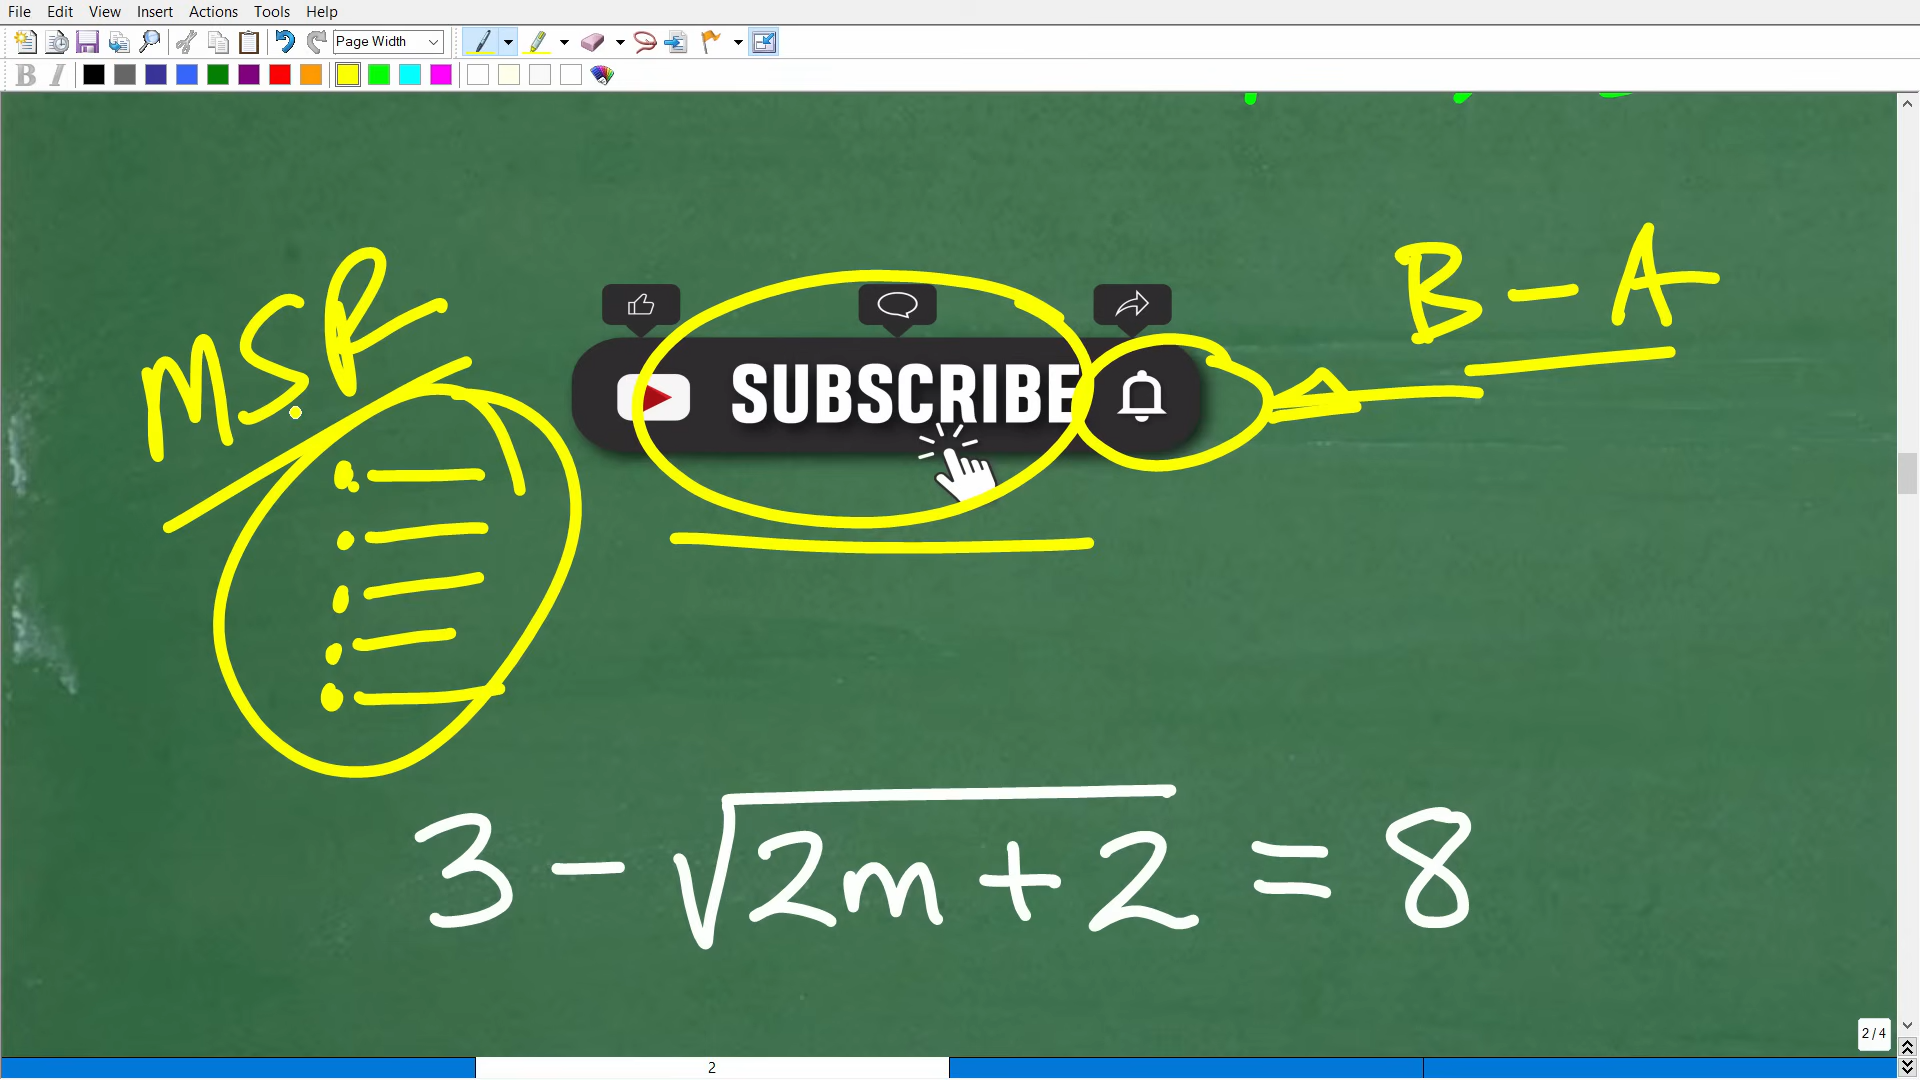 File Edit View Insert Actions Tools Help
Page Width
B I
MSR
B - A
SUBSCRIBE
3 - √2m + 2 = 8
2 / 4
2